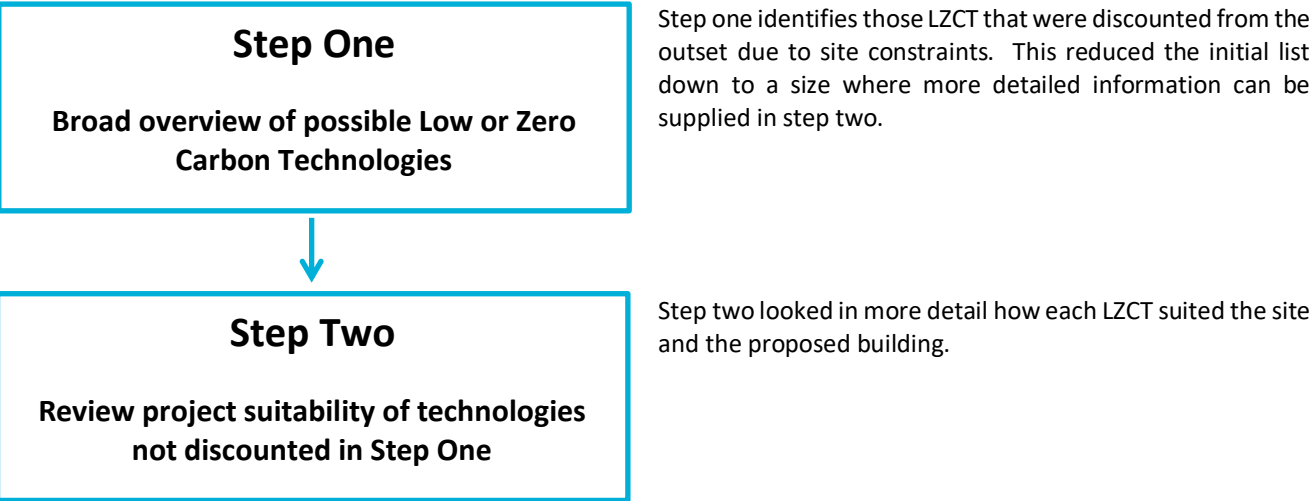 Step One
Broad overview of possible Low or Zero
Carbon Technologies
Step one identifies those LZCT that were discounted from the
outset due to site constraints. This reduced the initial list
down to a size where more detailed information can be
supplied in step two.
Step Two
Review project suitability of technologies
not discounted in Step One
Step two looked in more detail how each LZCT suited the site
and the proposed building.